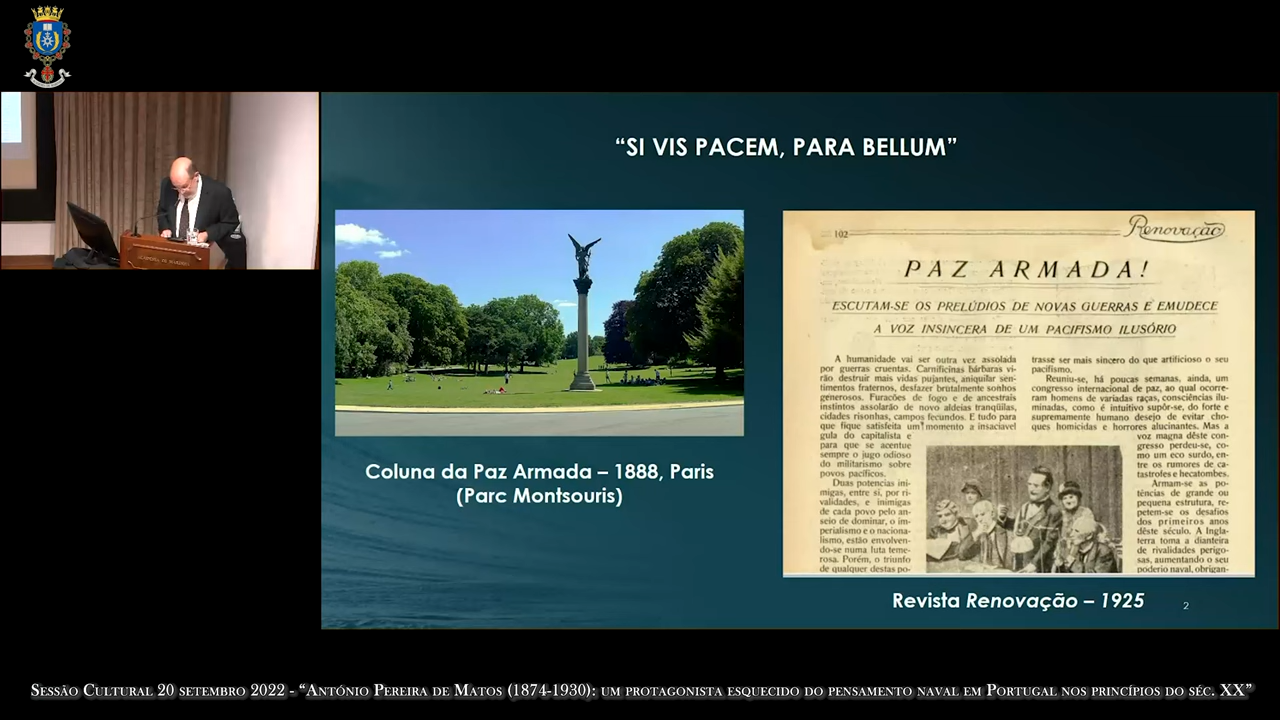 “SI VIS PACEM, PARA BELLUM”
Coluna da Paz Armada – 1888, Paris
(Parc Montsouris)
102
Renovação
PAZ ARMADA!
ESCUTAM-SE OS PRELÚDIOS DE NOVAS GUERRAS E EMUDECE
A VOZ INSINCERA DE UM PACIFISMO ILUSÓRIO
A humanidade vai ser outra vez assolada
por guerras cruentas. Carnificinas bárbaras vi-
rão destruir mais vidas pujantes, aniquilar sen-
timentos fraternos, desfazer brutalmente sonhos
generosos. Furacões de fogo e de ancestrais
instintos assolarão de novo aldeias tranqüilas,
cidades risonhas, campos fecundos. E tudo para
que fique satisfeita um momento a insaciavel
gula do capitalista e
para que se acentue
sempre o jugo odioso
do militarismo sobre
povos pacíficos.
Duas potencias ini-
migas, entre si, por ri-
validades, e inimigas
de cada povo pelo an-
seio de dominar, o im-
perialismo e o naciona-
lismo, estão envolven-
do-se numa luta teme-
rosa. Porém, o triunfo
de qualquer destas po-
trasse ser mais sincero do que artificioso o seu
pacifismo.
Reuniu-se, há poucas semanas, ainda, um
congresso internacional de paz, ao qual ocorre-
ram homens de variadas raças, consciências ilu-
minadas, como é intuitivo supôr-se, do forte e
supremamente humano desejo de evitar cho-
ques homicidas e horrores alucinantes. Mas a
voz magna dêste con-
gresso perdeu-se, co-
mo um eco surdo, en-
tre os rumores de ca-
tastrofes e hecatombes.
Armam-se as po-
tências de grande ou
pequena estrutura, re-
petem-se os desafios
dos primeiros anos
dêste século. A Ingla-
terra toma a dianteira
de rivalidades perigo-
sas, aumentando o seu
poderio naval, obrigan-
Revista Renovação – 1925
2
Sessão Cultural 20 setembro 2022 - “António Pereira de Matos (1874-1930): um protagonista esquecido do pensamento naval em Portugal nos princípios do séc. XX”